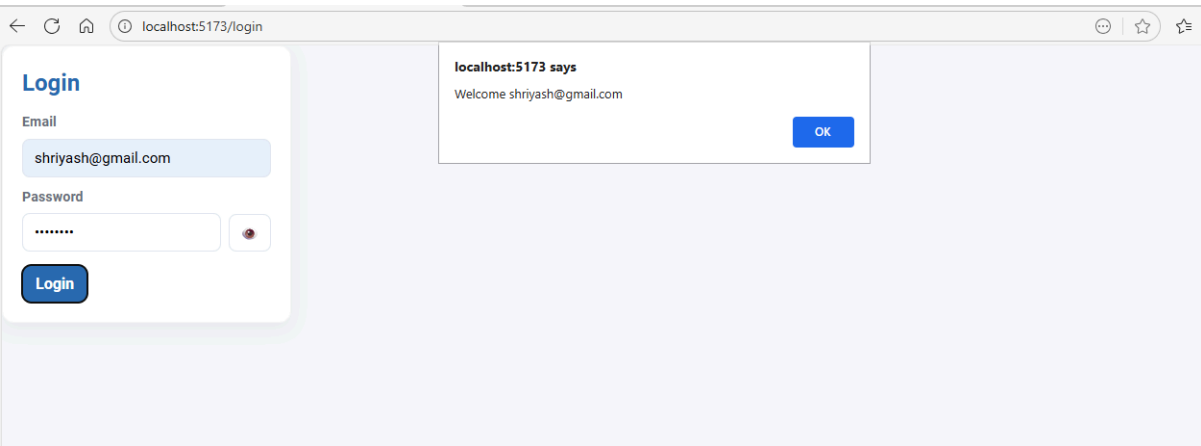 localhost:5173/login
Login
Email
shriyash@gmail.com
Password
••••••••
Login
localhost:5173 says
Welcome shriyash@gmail.com
OK